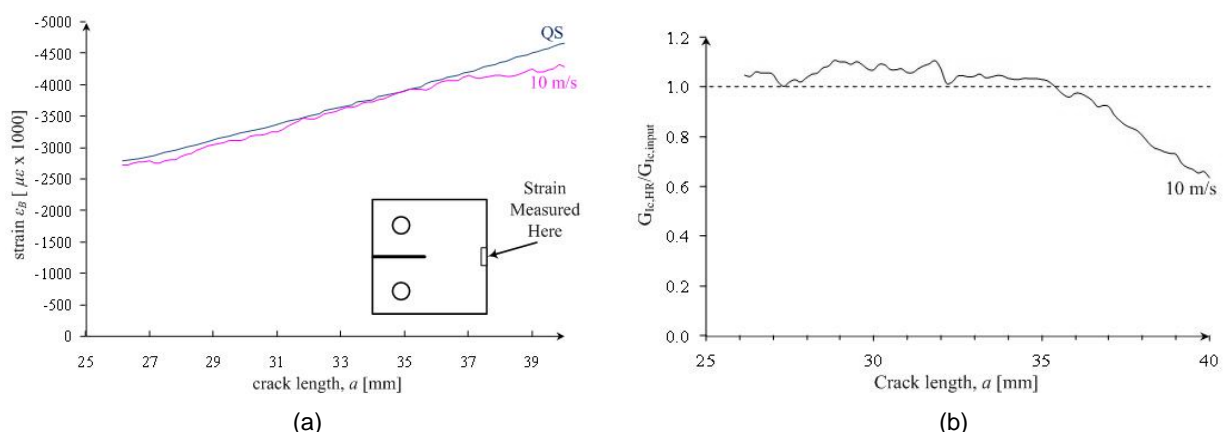 -5000
-4500
-4000
-3500
-3000
-2500
-2000
-1500
-1000
-500
0
strain εB [ με x 1000]
QS
10 m/s
Strain
Measured
Here
25 27 29 31 33 35 37 39
crack length, a [mm]
(a)
1.2
1.0
0.8
0.6
0.4
0.2
0.0
GIc,HR/GIc,input
10 m/s
25 30 35 40
Crack length, a [mm]
(b)